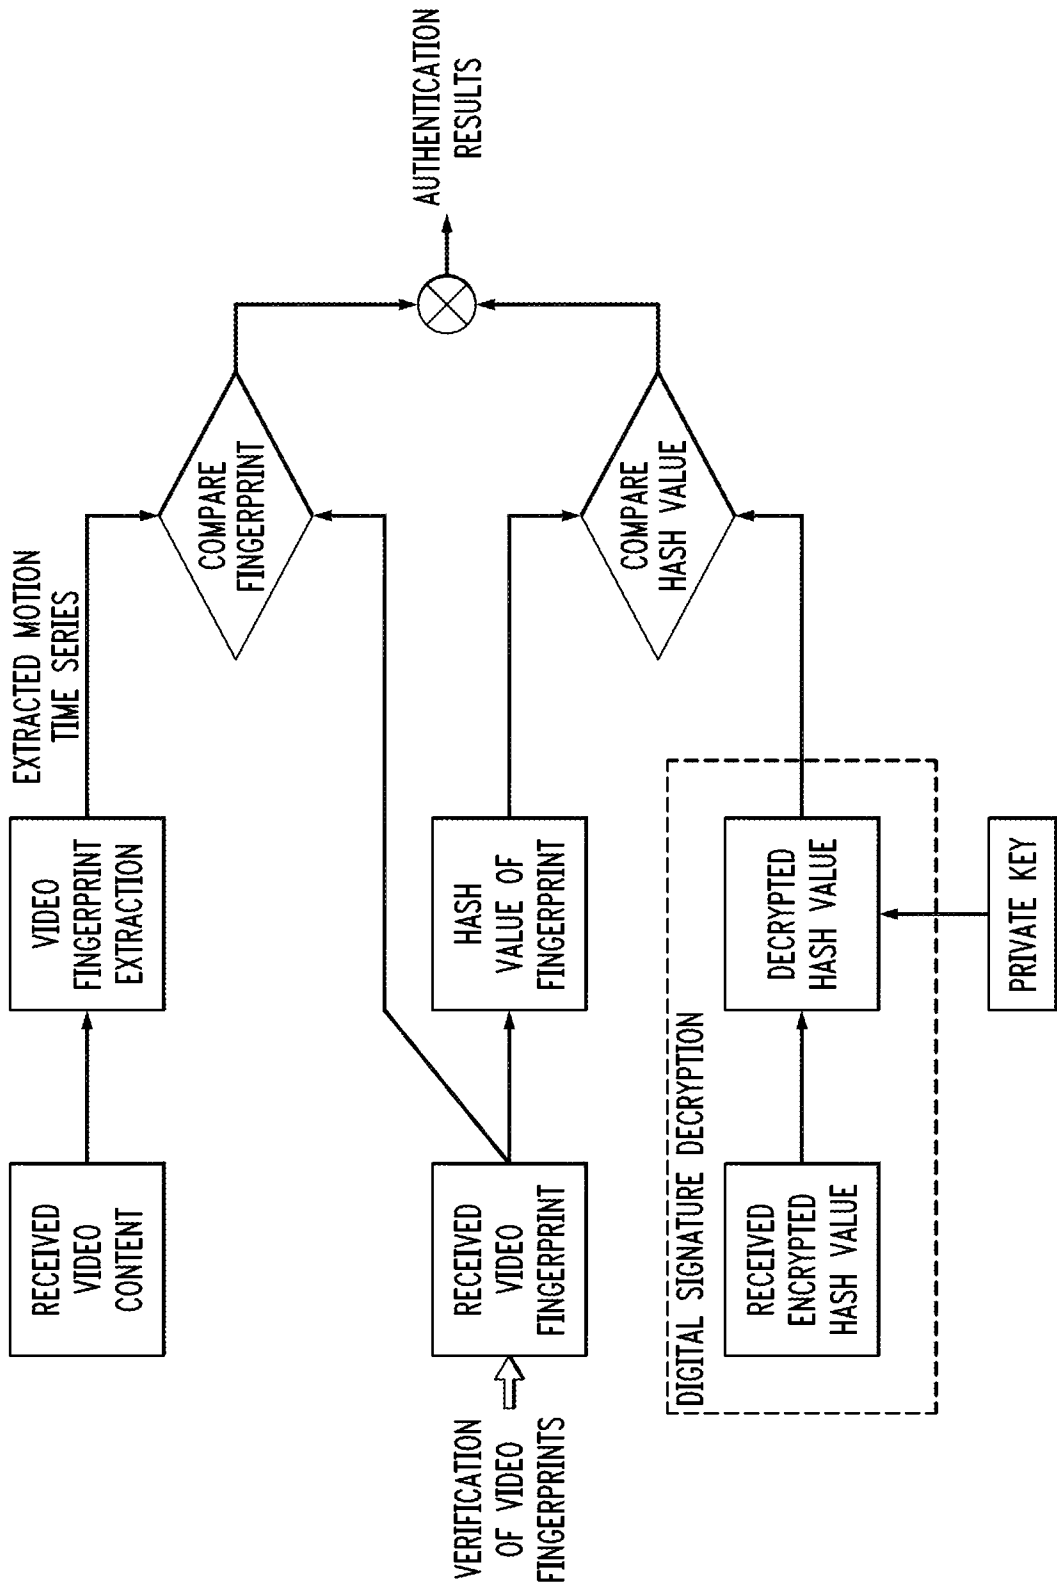 VERIFICATION
OF VIDEO
FINGERPRINTS
RECEIVED
VIDEO
CONTENT
VIDEO
FINGERPRINT
EXTRACTION
EXTRACTED MOTION
TIME SERIES
COMPARE
FINGERPRINT
RECEIVED
VIDEO
FINGERPRINT
HASH
VALUE OF
FINGERPRINT
COMPARE
HASH VALUE
AUTHENTICATION
RESULTS
DIGITAL SIGNATURE DECRYPTION
RECEIVED
ENCRYPTED
HASH VALUE
DECRYPTED
HASH VALUE
PRIVATE KEY